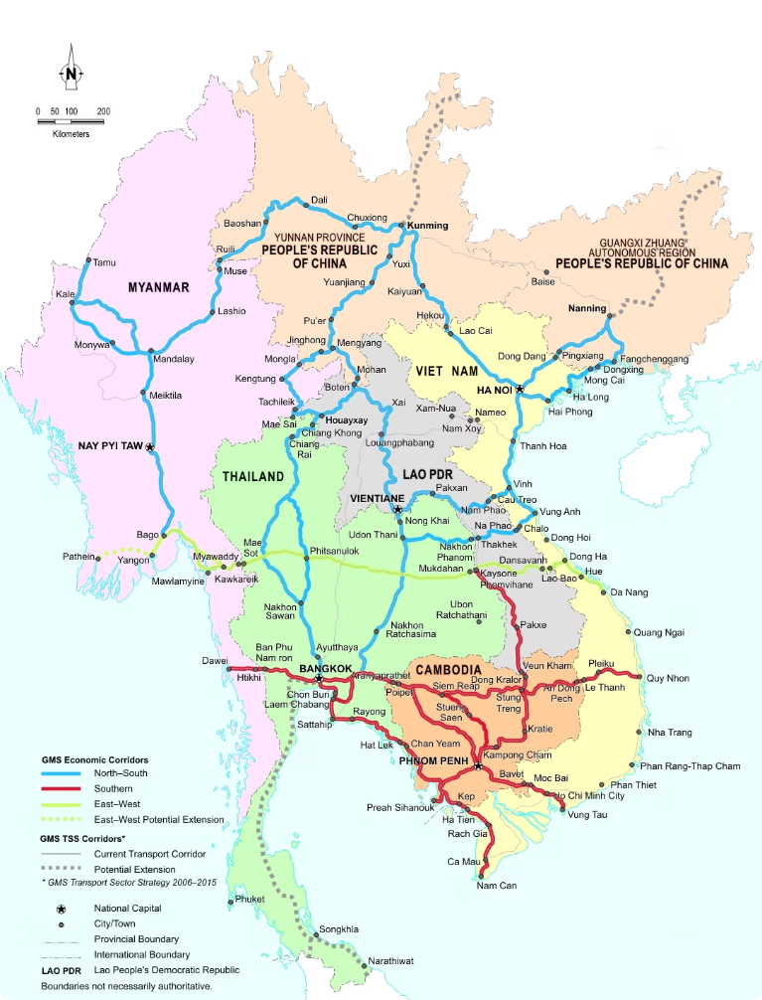 N
0 50 100 200
Kilometers
Dali
Baoshan
Chuxiong
Kunming
YUNNAN PROVINCE
PEOPLE'S REPUBLIC
OF CHINA
GUANGXI ZHUANG
AUTONOMOUS REGION
PEOPLE'S REPUBLIC OF CHINA
Ruili
Muse
Yuxi
Tamu
Yuanjiang
Kaiyuan
Baise
MYANMAR
Kale
Lashio
Nanning
Pu'er
Hekou
Lao Cai
Monywa
Mandalay
Jinghong
Mengyang
Mongla
Dong Dang
Pingxiang
Fangchenggang
Dongxing
Mong Cai
Kengtung
Mohan
Boten
VIET NAM
HA NOI
Ha Long
Hai Phong
Meiktila
Tachileik
Xai
Xam-Nua
Nameo
Nam Xoy
Mae Sai
Houayxay
Chiang Khong
Chiang
Rai
Louangphabang
Thanh Hoa
NAY PYI TAW
THAILAND
LAO PDR
Pakxan
Vinh
VIENTIANE
Cau Treo
Nam Phao
Vung Anh
Nong Khai
Na Phao
Chalo
Bago
Udon Thani
Dong Hoi
Thakhek
Nakhon
Phanom
Mae
Sot
Phitsanulok
Pathein
Yangon
Myawaddy
Mukdahan
Dansavanh
Dong Ha
Kaysone
Phomvihane
Lao Bao
Hue
Mawlamyine
Kawkareik
Da Nang
Nakhon
Sawan
Ubon
Ratchathani
Nakhon
Ratchasima
Pakxe
Quang Ngai
Ban Phu
Nam ron
Ayutthaya
Dawei
Htikhi
BANGKOK
Aranyaprathet
Poipet
CAMBODIA
Veun Kham
Dong Kralor
Pleiku
Siem Reap
Stung
Treng
An Dong
Pech
Le Thanh
Quy Nhon
Chon Buri
Laem Chabang
Stueng
Saen
Rayong
Sattahip
Kratie
Nha Trang
Hat Lek
Chan Yeam
Kampong Cham
PHNOM PENH
Bavet
Moc Bai
Phan Rang-Thap Cham
Phan Thiet
Ho Chi Minh City
Preah Sihanouk
Kep
Vung Tau
Ha Tien
Rach Gia
Ca Mau
Nam Can
Phuket
Songkhla
Narathiwat
GMS Economic Corridors
North–South
Southern
East–West
East–West Potential Extension
GMS TSS Corridors*
Current Transport Corridor
Potential Extension
* GMS Transport Sector Strategy 2006–2015
National Capital
City/Town
Provincial Boundary
International Boundary
LAO PDR Lao People's Democratic Republic
Boundaries not necessarily authoritative.